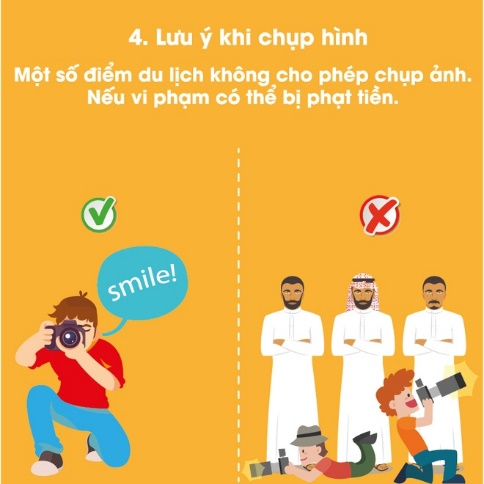 4. Lưu ý khi chụp hình
Một số điểm du lịch không cho phép chụp ảnh.
Nếu vi phạm có thể bị phạt tiền.
smile!